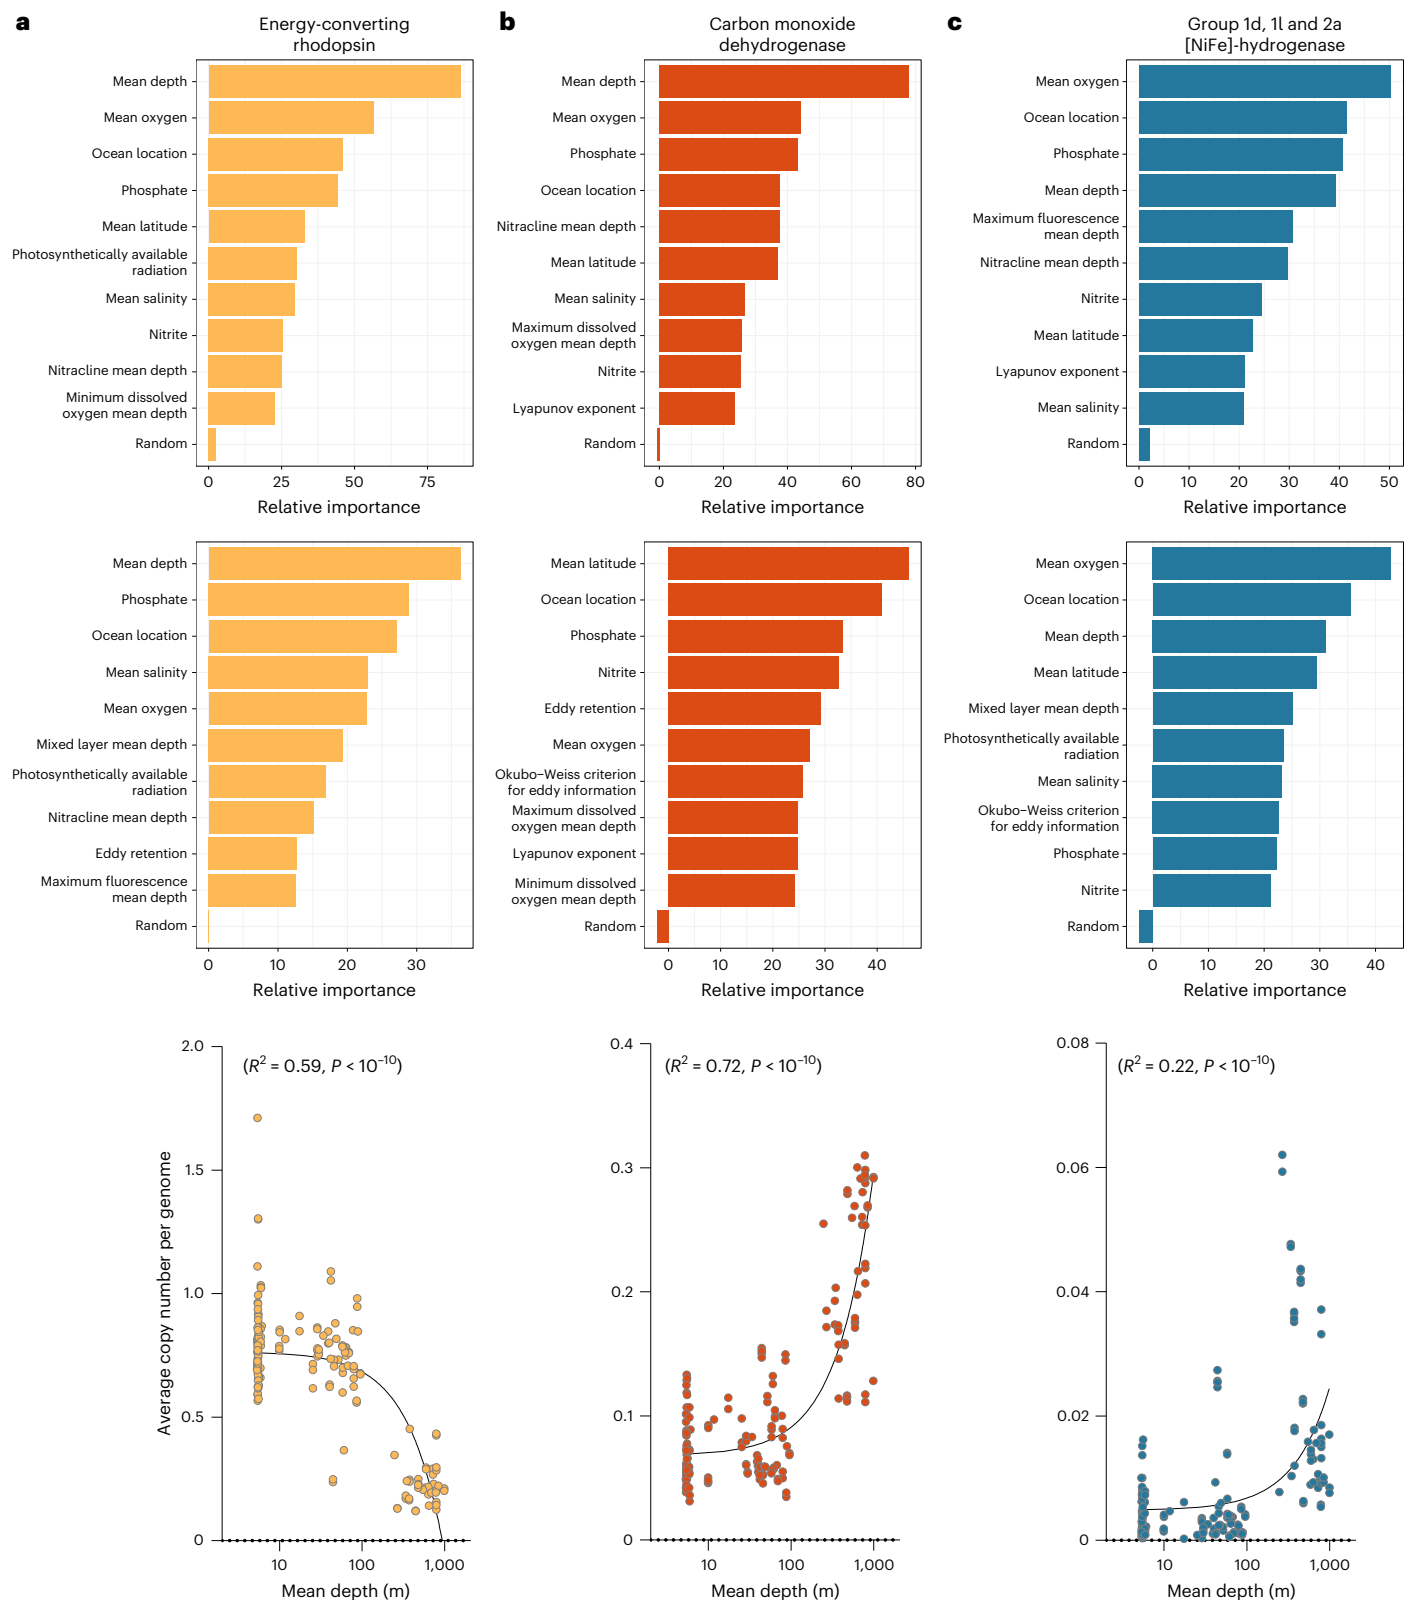 a
Energy-converting
rhodopsin
Mean depth
Mean oxygen
Ocean location
Phosphate
Mean latitude
Photosynthetically available
radiation
Mean salinity
Nitrite
Nitracline mean depth
Minimum dissolved
oxygen mean depth
Random
0 25 50 75
Relative importance
b
Carbon monoxide
dehydrogenase
Mean depth
Mean oxygen
Phosphate
Ocean location
Nitracline mean depth
Mean latitude
Mean salinity
Maximum dissolved
oxygen mean depth
Nitrite
Lyapunov exponent
Random
0 20 40 60 80
Relative importance
c
Group 1d, 1l and 2a
[NiFe]-hydrogenase
Mean oxygen
Ocean location
Phosphate
Mean depth
Maximum fluorescence
mean depth
Nitracline mean depth
Nitrite
Mean latitude
Lyapunov exponent
Mean salinity
Random
0 10 20 30 40 50
Relative importance
Mean depth
Phosphate
Ocean location
Mean salinity
Mean oxygen
Mixed layer mean depth
Photosynthetically available
radiation
Nitracline mean depth
Eddy retention
Maximum fluorescence
mean depth
Random
0 10 20 30
Relative importance
Mean latitude
Ocean location
Phosphate
Nitrite
Eddy retention
Mean oxygen
Okubo–Weiss criterion
for eddy information
Maximum dissolved
oxygen mean depth
Lyapunov exponent
Minimum dissolved
oxygen mean depth
Random
0 10 20 30 40
Relative importance
Mean oxygen
Ocean location
Mean depth
Mean latitude
Mixed layer mean depth
Photosynthetically available
radiation
Mean salinity
Okubo–Weiss criterion
for eddy information
Phosphate
Nitrite
Random
0 10 20 30 40
Relative importance
Average copy number per genome
2.0
(R² = 0.59, P < 10⁻¹⁰)
1.5
1.0
0.5
0
10 100 1,000
Mean depth (m)
0.4
(R² = 0.72, P < 10⁻¹⁰)
0.3
0.2
0.1
0
10 100 1,000
Mean depth (m)
0.08
(R² = 0.22, P < 10⁻¹⁰)
0.06
0.04
0.02
0
10 100 1,000
Mean depth (m)